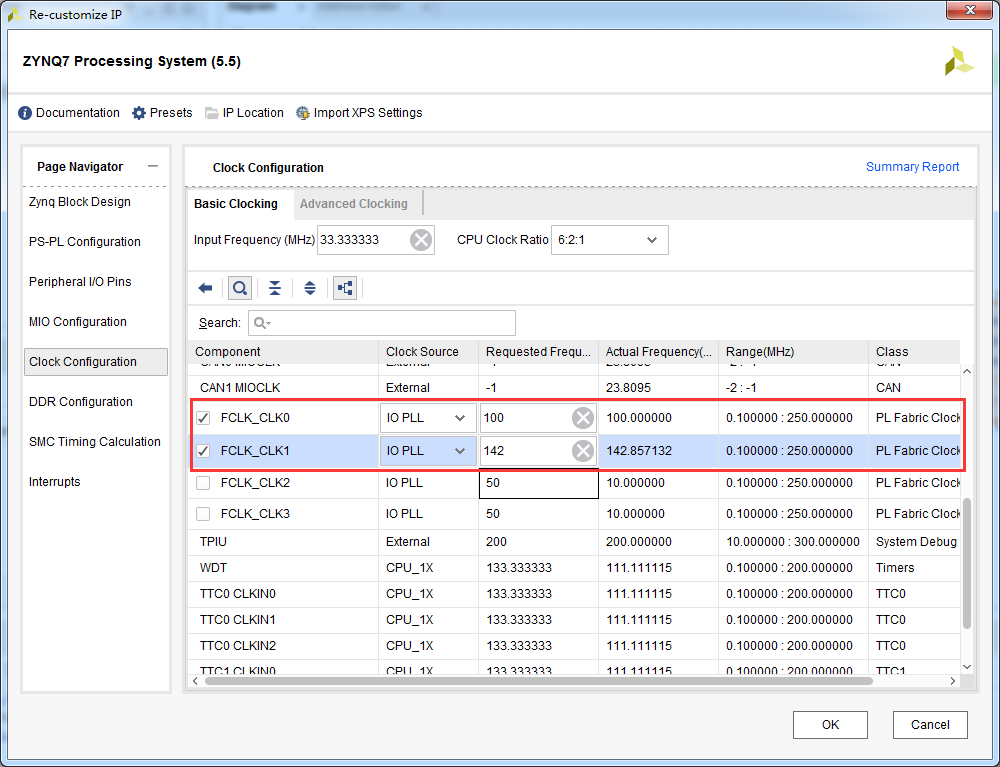 Re-customize IP
ZYNQ7 Processing System (5.5)
Documentation Presets IP Location Import XPS Settings
Page Navigator
Zynq Block Design
PS-PL Configuration
Peripheral I/O Pins
MIO Configuration
Clock Configuration
DDR Configuration
SMC Timing Calculation
Interrupts
Clock Configuration Summary Report
Basic Clocking Advanced Clocking
Input Frequency (MHz) 33.333333 CPU Clock Ratio 6:2:1
Search:
Component Clock Source Requested Frequ... Actual Frequency(... Range(MHz) Class
CAN1 MIOCLK External -1 23.8095 -2 : -1 CAN
FCLK_CLK0 IO PLL 100 100.000000 0.100000 : 250.000000 PL Fabric Clock
FCLK_CLK1 IO PLL 142 142.857132 0.100000 : 250.000000 PL Fabric Clock
FCLK_CLK2 IO PLL 50 10.000000 0.100000 : 250.000000 PL Fabric Clock
FCLK_CLK3 IO PLL 50 10.000000 0.100000 : 250.000000 PL Fabric Clock
TPIU External 200 200.000000 10.000000 : 300.000000 System Debug
WDT CPU_1X 133.333333 111.111115 0.100000 : 200.000000 Timers
TTC0 CLKIN0 CPU_1X 133.333333 111.111115 0.100000 : 200.000000 TTC0
TTC0 CLKIN1 CPU_1X 133.333333 111.111115 0.100000 : 200.000000 TTC0
TTC0 CLKIN2 CPU_1X 133.333333 111.111115 0.100000 : 200.000000 TTC0
TTC1 CLKIN0 CPU_1X 133.333333 111.111115 0.100000 : 200.000000 TTC1
OK Cancel